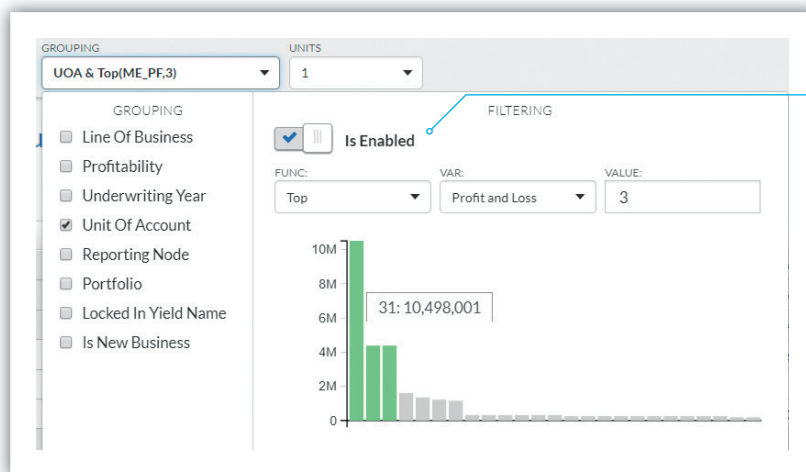 GROUPING
UNITS
UOA & Top(ME_PF,3)
1
GROUPING
Line Of Business
Profitability
Underwriting Year
Unit Of Account
Reporting Node
Portfolio
Locked In Yield Name
Is New Business
FILTERING
Is Enabled
FUNC:
VAR:
VALUE:
Top
Profit and Loss
3
10M
8M
6M
4M
2M
0
31: 10,498,001